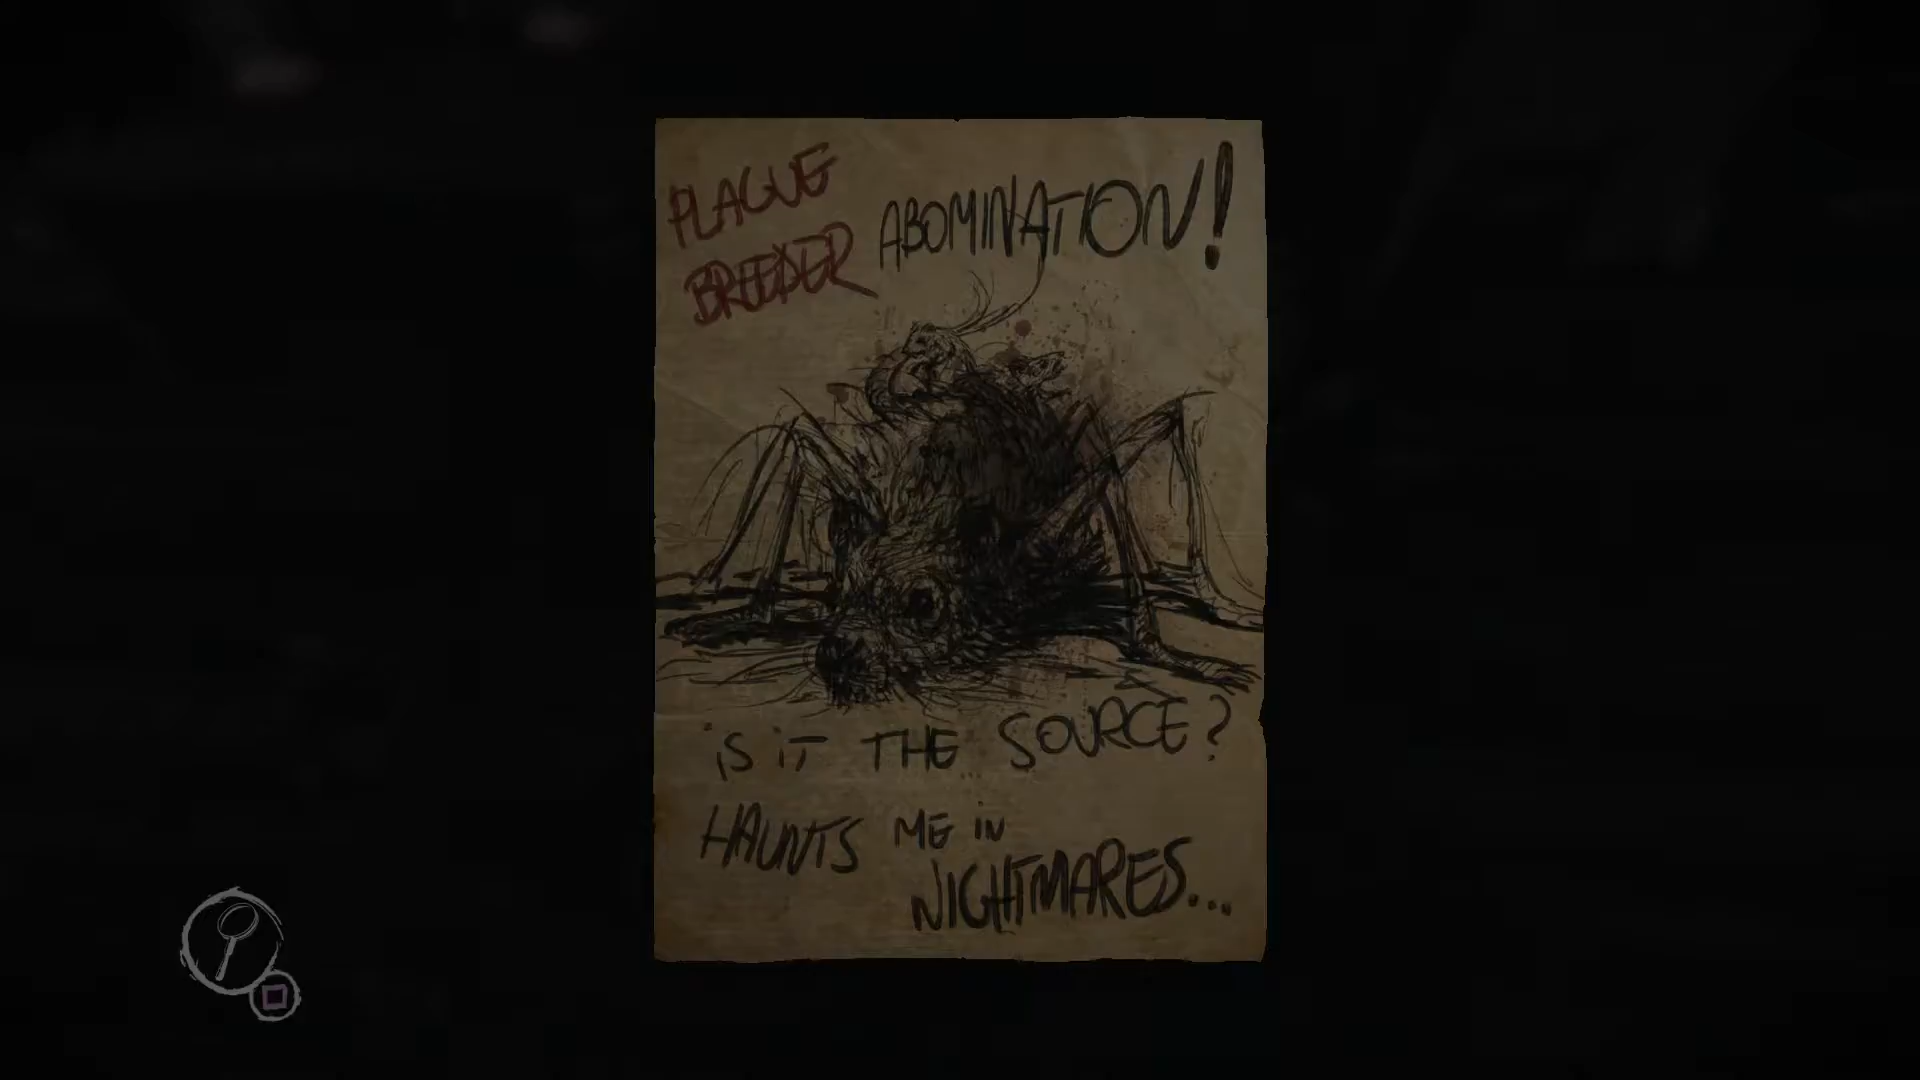 PLAGUE
BREEDER
ABOMINATION!
iS iT THE SOURCE?
HAUNTS ME iN
NIGHTMARES...